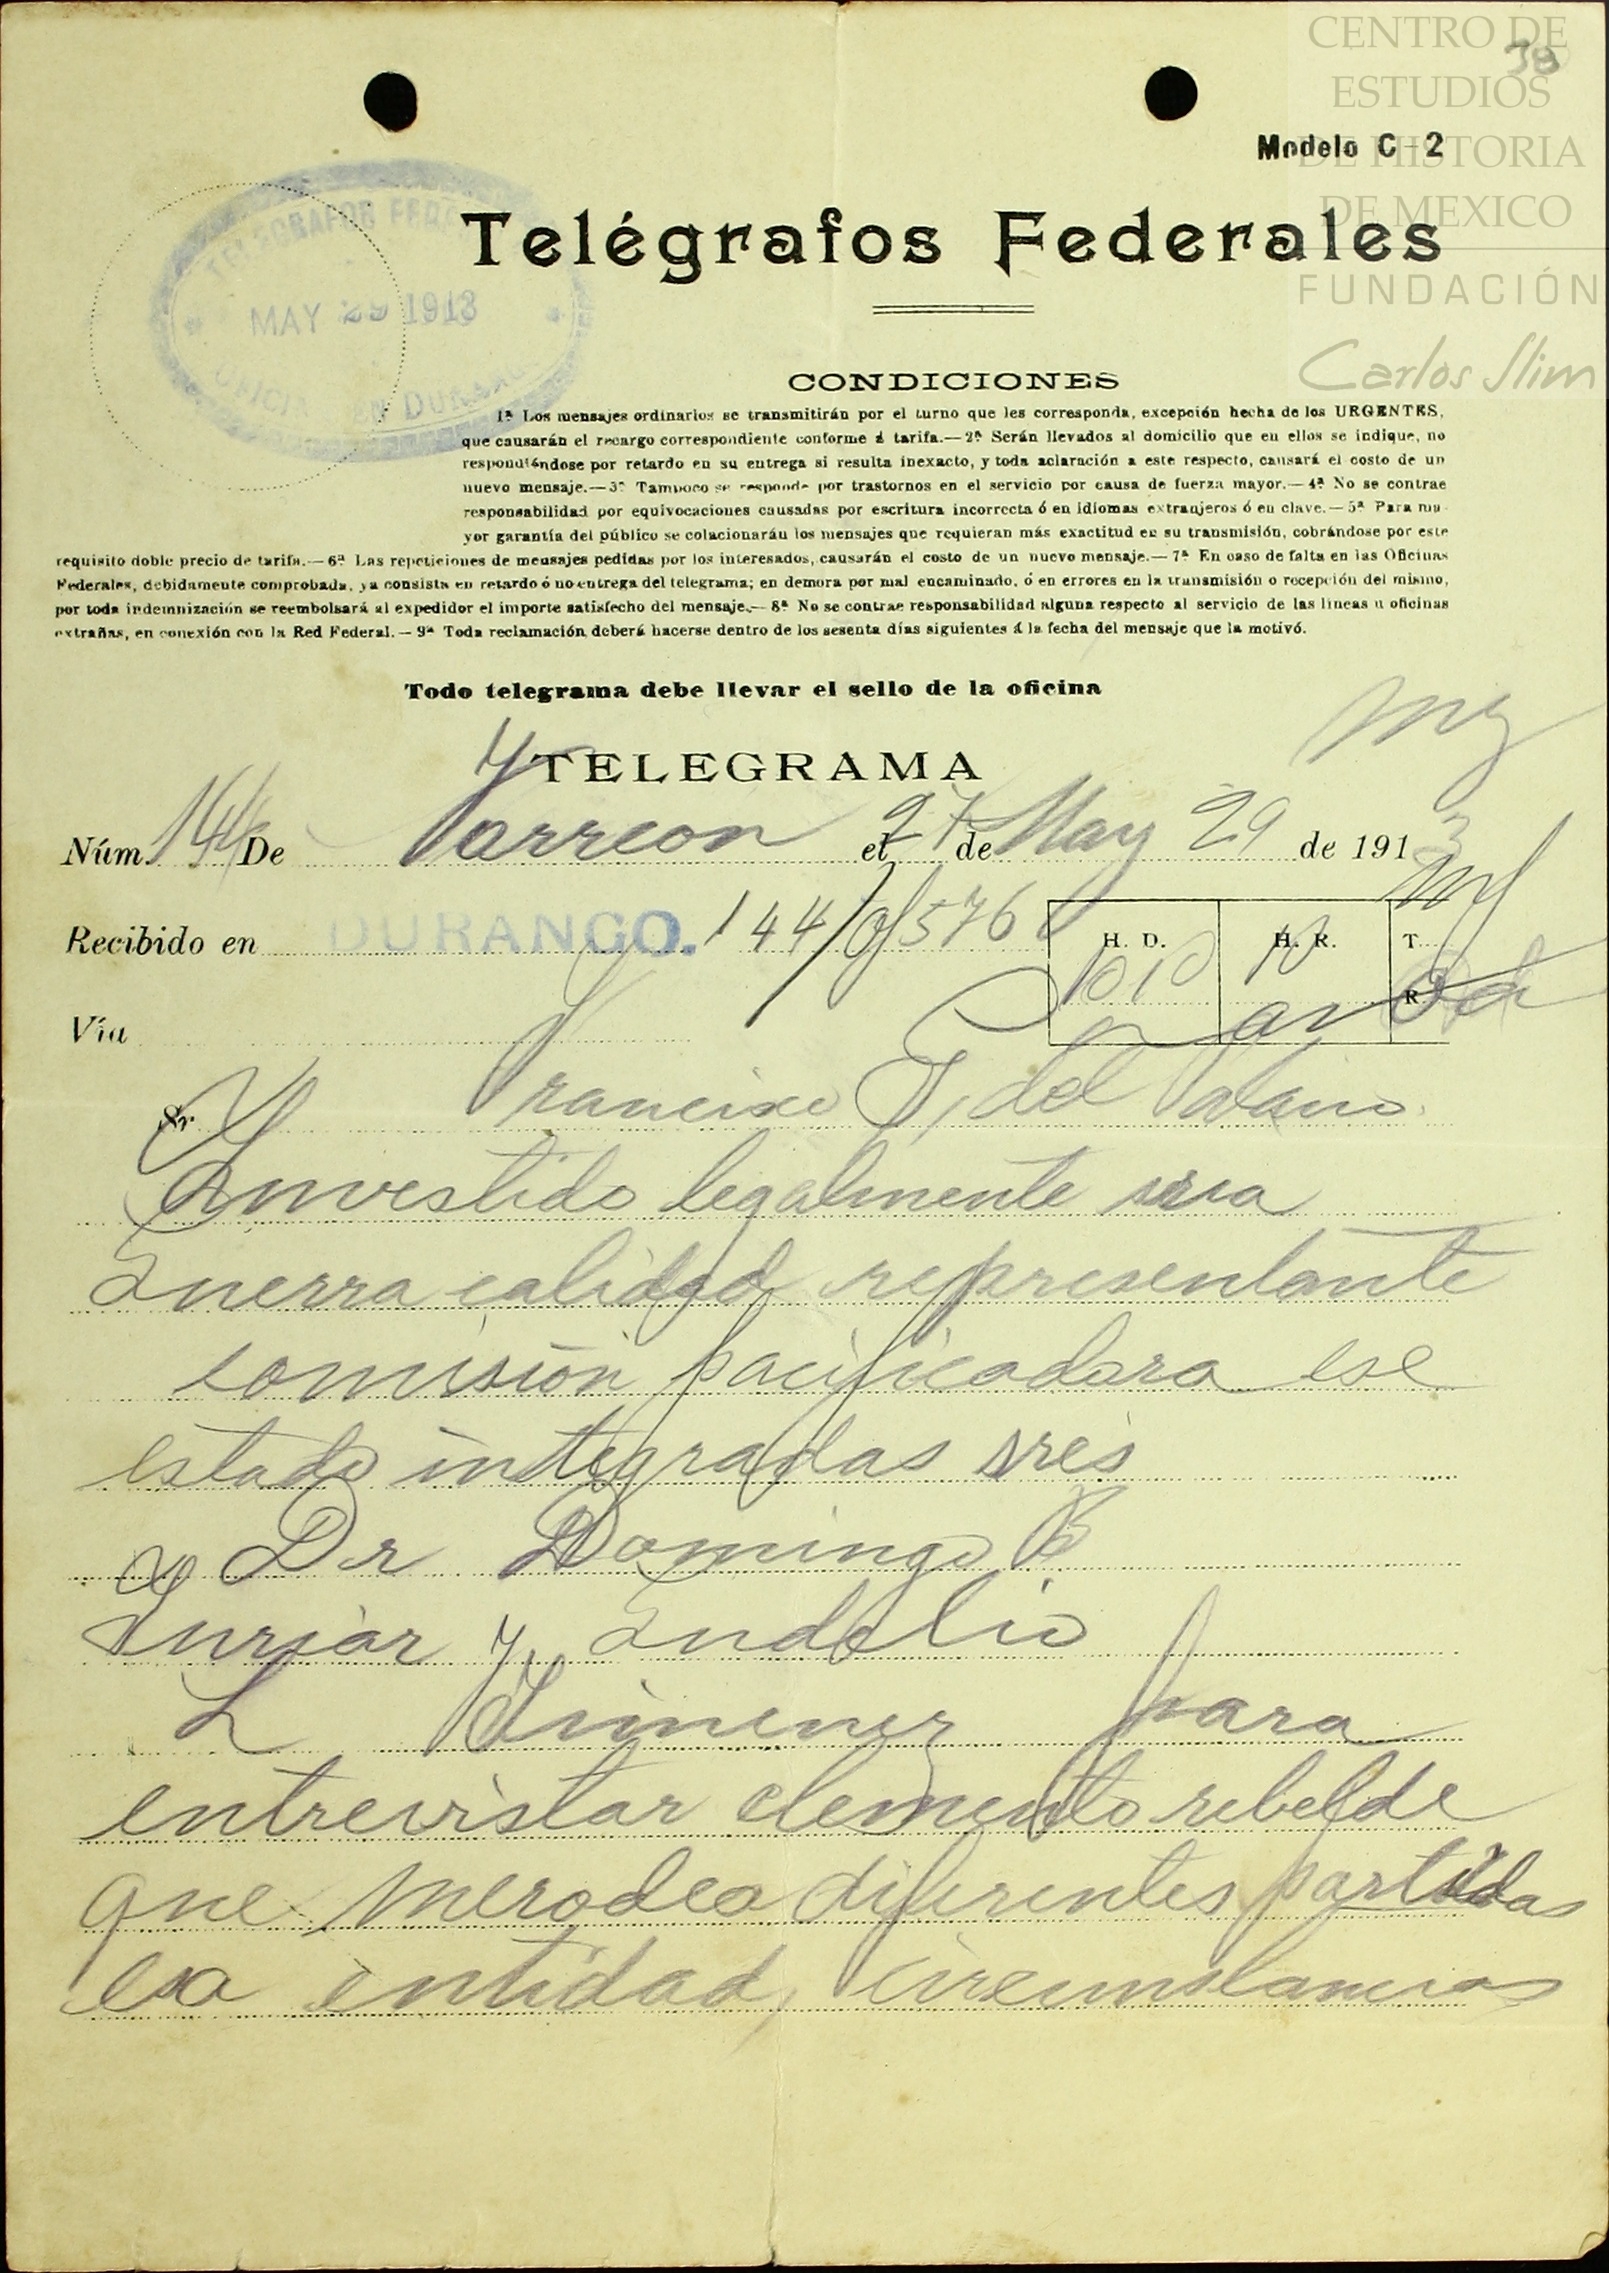 CENTRO DE
ESTUDIOS
DE HISTORIA
DE MEXICO
FUNDACIÓN
Carlos Slim
38
Modelo C-2
TELEGRAFOS FEDE
MAY 29 1913
OFICINA EN DURANGO
Telégrafos Federales
CONDICIONES
1ª Los mensajes ordinarios se transmitirán por el turno que les corresponda, excepción hecha de los URGENTES,
que causarán el recargo correspondiente conforme á tarifa.—2ª Serán llevados al domicilio que en ellos se indique, no
respondiéndose por retardo en su entrega si resulta inexacto, y toda aclaración a este respecto, causará el costo de un
nuevo mensaje.—3ª Tampoco se responde por trastornos en el servicio por causa de fuerza mayor.—4ª No se contrae
responsabilidad por equivocaciones causadas por escritura incorrecta ó en idiomas extranjeros ó en clave.—5ª Para ma-
yor garantía del público se colacionarán los mensajes que requieran más exactitud en su transmisión, cobrándose por este
requisito doble precio de tarifa.—6ª Las repeticiones de mensajes pedidas por los interesados, causarán el costo de un nuevo mensaje.—7ª En caso de falta en las Oficinas
Federales, debidamente comprobada, ya consista en retardo ó no entrega del telegrama; en demora por mal encaminado, ó en errores en la transmisión o recepción del mismo,
por toda indemnización se reembolsará al expedidor el importe satisfecho del mensaje.—8ª No se contrae responsabilidad alguna respecto al servicio de las líneas u oficinas
extrañas, en conexión con la Red Federal.—9ª Toda reclamación deberá hacerse dentro de los sesenta días siguientes á la fecha del mensaje que la motivó.
Todo telegrama debe llevar el sello de la oficina
TELEGRAMA
Núm. 144 De Torreon el 27 de May 29 de 1913
Recibido en DURANGO. 144/of 576 H. D. H. R. T.
Vía 1010 10 R
Sr Francisco del
Investido legalmente
Guerra calidad representante
comisión pacificadora ese
estado integradas sres
Dr Domingo B
y Indelio
L Jimenez para
entrevistar elemento rebelde
que merodea diferentes partidas
esa entidad, circunstancias